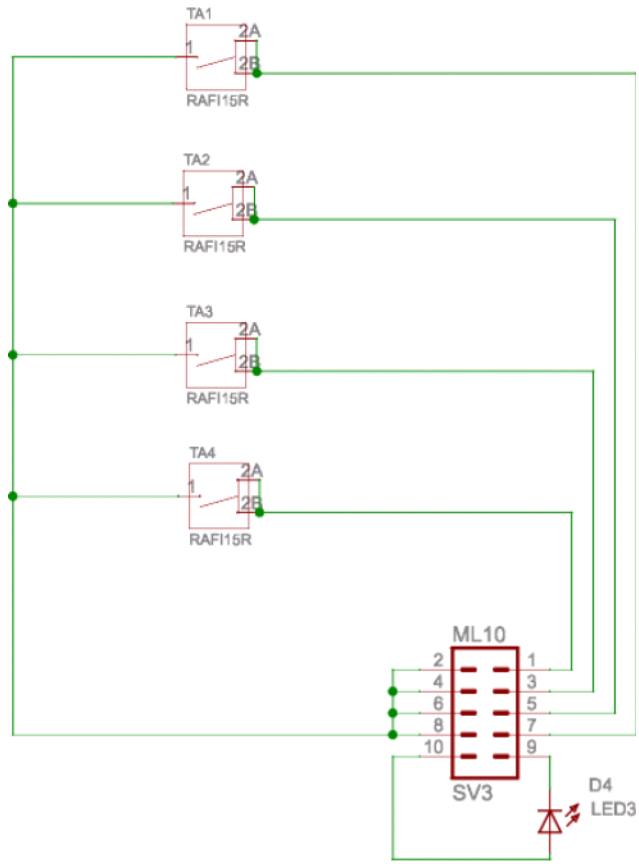 TA1
2A
1
2B
RAFI15R
TA2
2A
1
2B
RAFI15R
TA3
2A
1
2B
RAFI15R
TA4
2A
1
2B
RAFI15R
ML10
2 1
4 3
6 5
8 7
10 9
SV3
D4
LED3